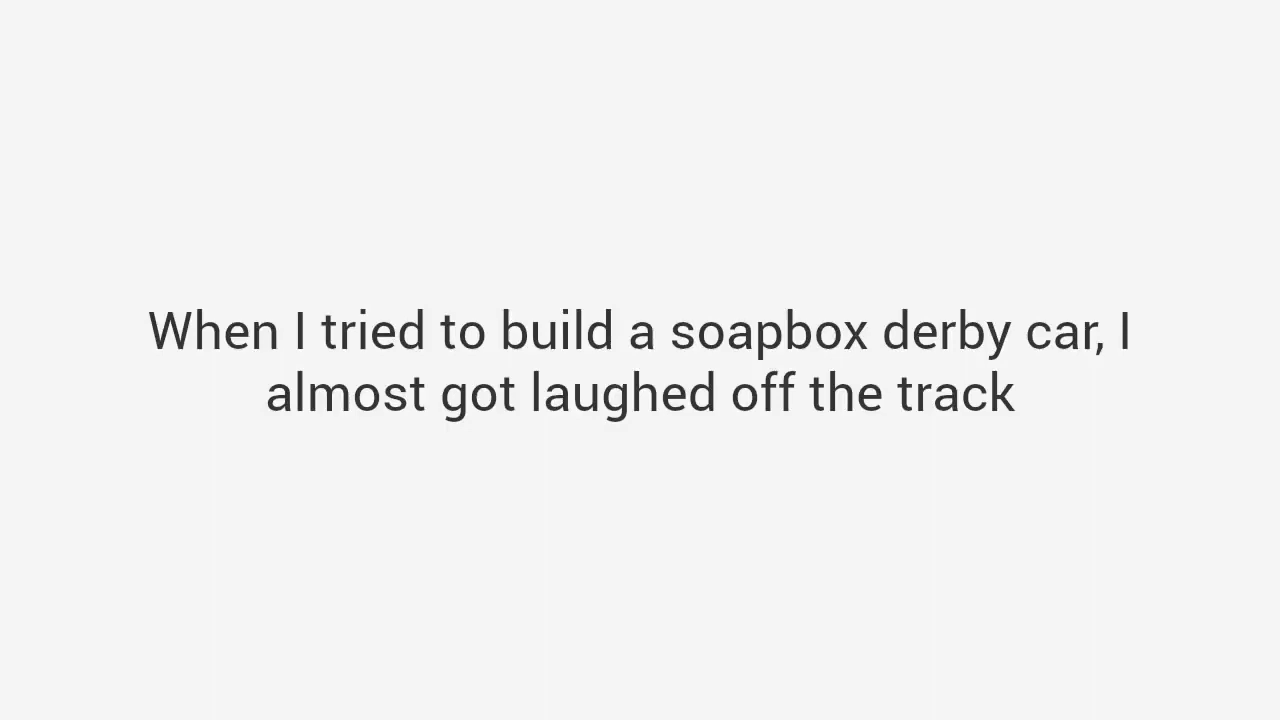 When I tried to build a soapbox derby car, I
almost got laughed off the track